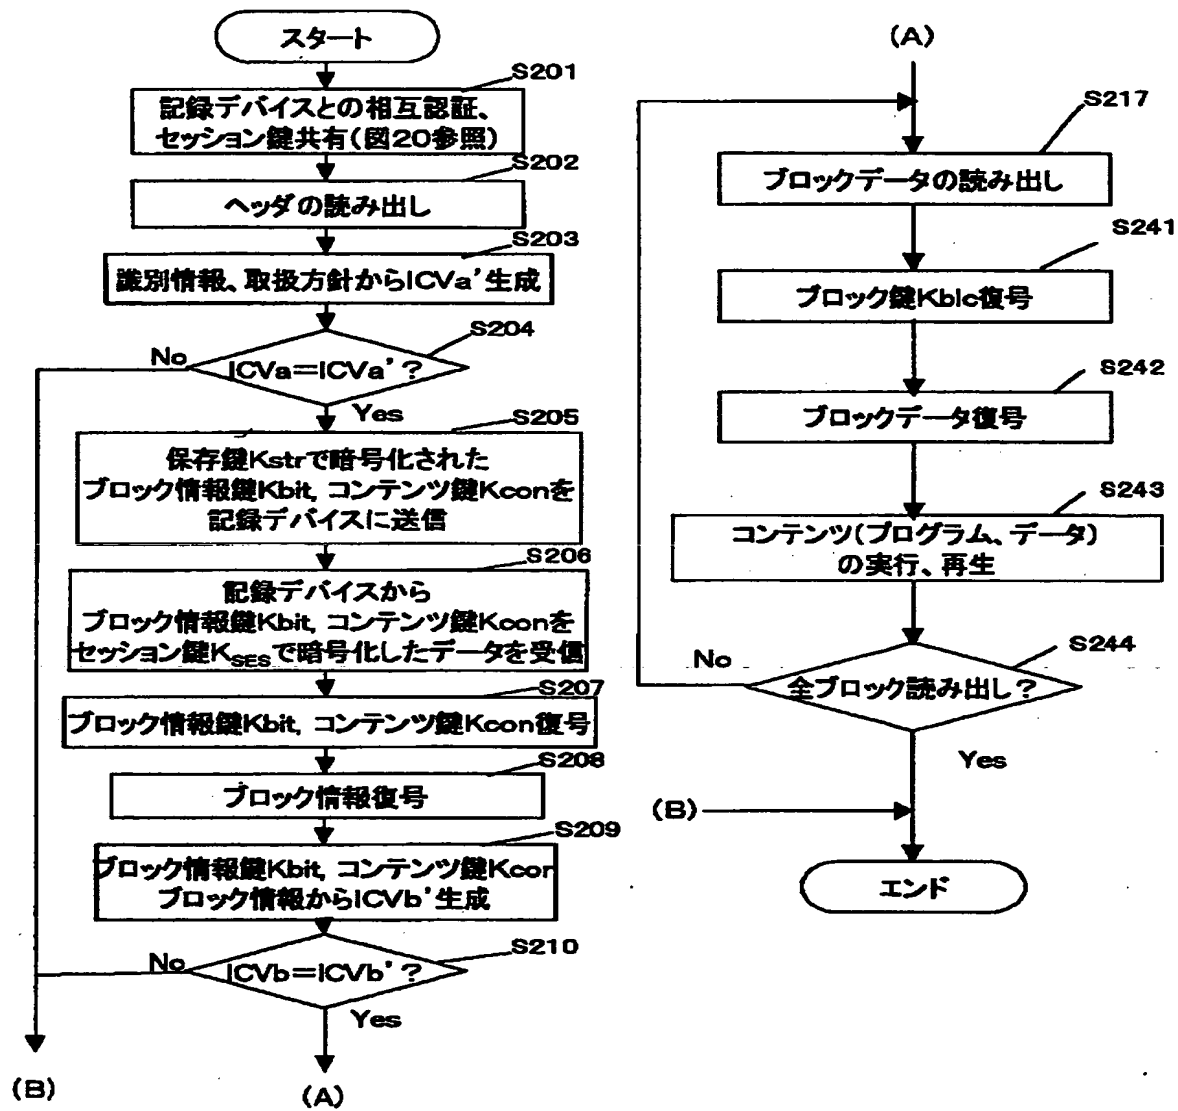 スタート
S201
記録デバイスとの相互認証、
セッション鍵共有(図20参照)
S202
ヘッダの読み出し
S203
識別情報、取扱方針からICVa'生成
S204
ICVa=ICVa'?
No
Yes
S205
保存鍵Kstrで暗号化された
ブロック情報鍵Kbit, コンテンツ鍵Kconを
記録デバイスに送信
S206
記録デバイスから
ブロック情報鍵Kbit, コンテンツ鍵Kconを
セッション鍵KSESで暗号化したデータを受信
S207
ブロック情報鍵Kbit, コンテンツ鍵Kcon復号
S208
ブロック情報復号
S209
ブロック情報鍵Kbit, コンテンツ鍵Kcon
ブロック情報からICVb'生成
S210
ICVb=ICVb'?
No
Yes
(B)
(A)
(A)
S217
ブロックデータの読み出し
S241
ブロック鍵Kblc復号
S242
ブロックデータ復号
S243
コンテンツ(プログラム、データ)
の実行、再生
S244
全ブロック読み出し?
No
Yes
(B)
エンド